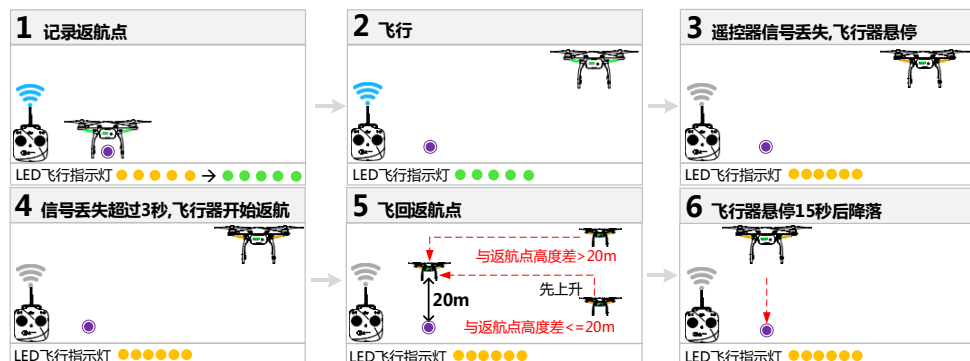 1 记录返航点
LED飞行指示灯
2 飞行
LED飞行指示灯
3 遥控器信号丢失,飞行器悬停
LED飞行指示灯
4 信号丢失超过3秒,飞行器开始返航
LED飞行指示灯
5 飞回返航点
与返航点高度差>20m
先上升
20m
与返航点高度差<=20m
LED飞行指示灯
6 飞行器悬停15秒后降落
LED飞行指示灯